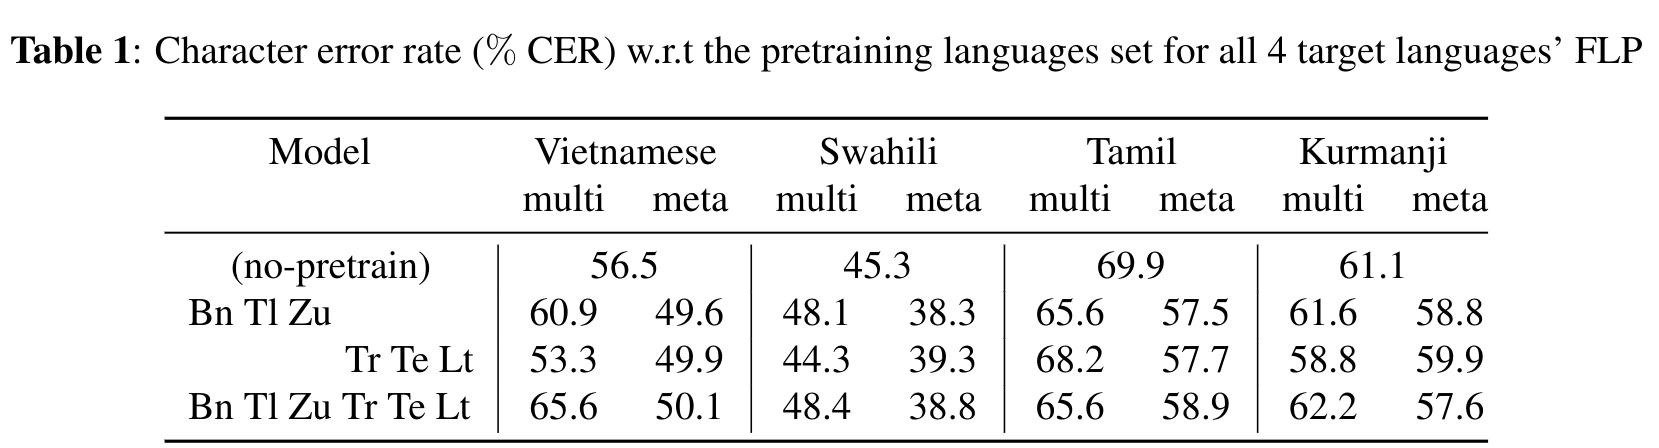 Table 1: Character error rate (% CER) w.r.t the pretraining languages set for all 4 target languages’ FLP
Model Vietnamese Swahili Tamil Kurmanji
multi meta multi meta multi meta multi meta
(no-pretrain) 56.5 45.3 69.9 61.1
Bn Tl Zu 60.9 49.6 48.1 38.3 65.6 57.5 61.6 58.8
Tr Te Lt 53.3 49.9 44.3 39.3 68.2 57.7 58.8 59.9
Bn Tl Zu Tr Te Lt 65.6 50.1 48.4 38.8 65.6 58.9 62.2 57.6